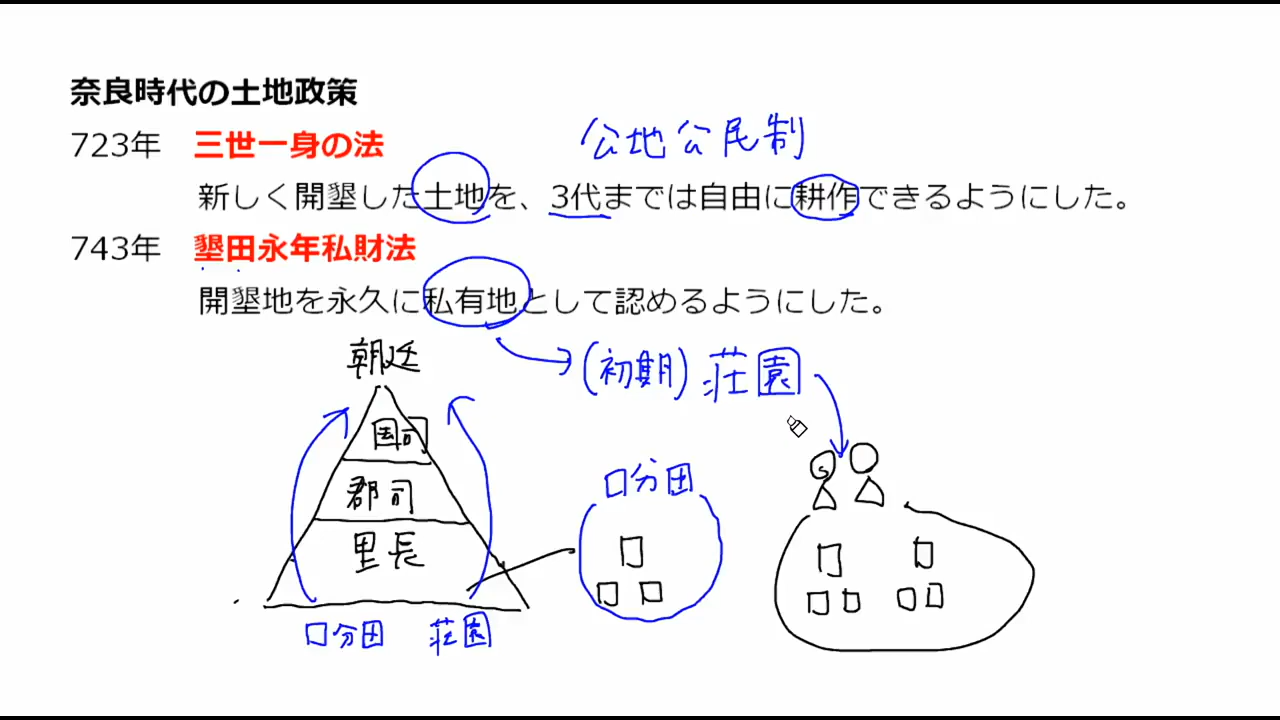 奈良時代の土地政策
723年 三世一身の法
公地公民制
新しく開墾した土地を、3代までは自由に耕作できるようにした。
743年 墾田永年私財法
開墾地を永久に私有地として認めるようにした。
朝廷
(初期)荘園
国司
郡司
里長
口分田
口分田 荘園